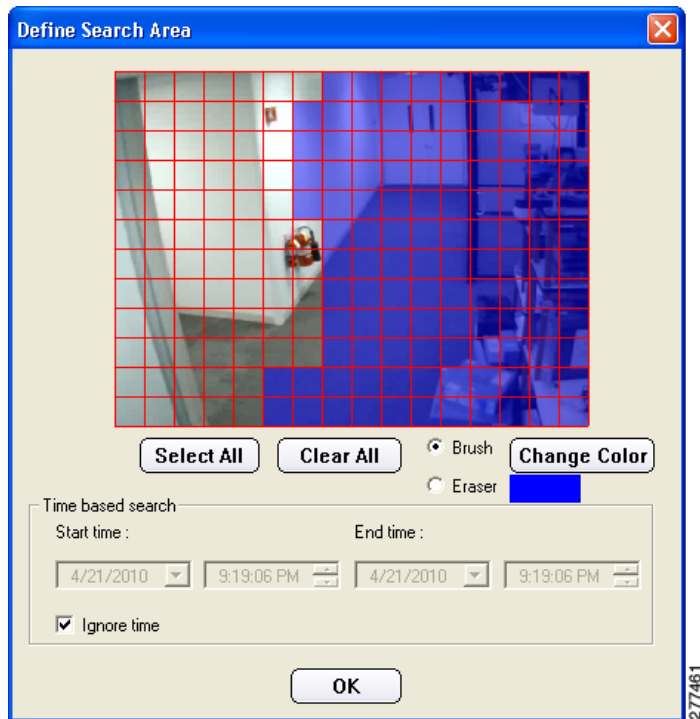 Define Search Area
Select All
Clear All
Brush
Eraser
Change Color
Time based search
Start time :
End time :
4/21/2010
9:19:06 PM
4/21/2010
9:19:06 PM
Ignore time
OK
277461